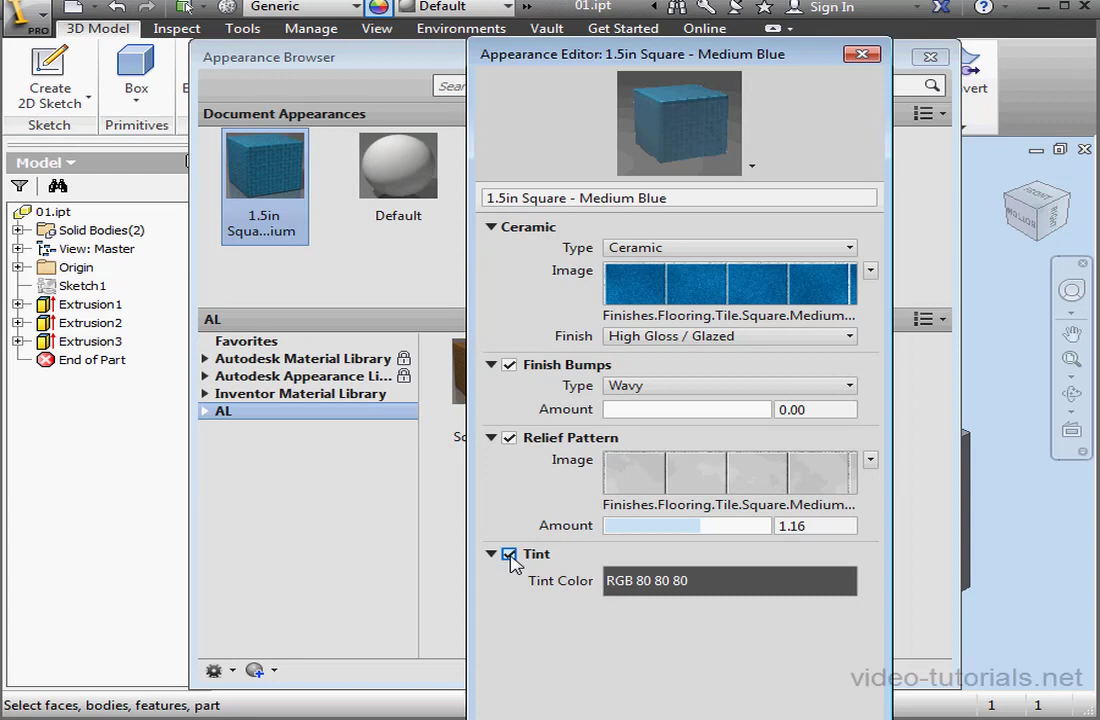 Generic
Default
01.ipt
Sign In
PRO
3D Model
Inspect
Tools
Manage
View
Environments
Vault
Get Started
Online
Create
2D Sketch
Box
Sketch
Primitives
Model
01.ipt
Solid Bodies(2)
View: Master
Origin
Sketch1
Extrusion1
Extrusion2
Extrusion3
End of Part
Appearance Browser
Document Appearances
1.5in
Squa...ium
Default
AL
Favorites
Autodesk Material Library
Autodesk Appearance Li...
Inventor Material Library
AL
Appearance Editor: 1.5in Square - Medium Blue
1.5in Square - Medium Blue
Ceramic
Type Ceramic
Image
Finishes.Flooring.Tile.Square.Medium...
Finish High Gloss / Glazed
Finish Bumps
Type Wavy
Amount 0.00
Relief Pattern
Image
Finishes.Flooring.Tile.Square.Medium...
Amount 1.16
Tint
Tint Color RGB 80 80 80
FRONT
video-tutorials.net
Select faces, bodies, features, part
1 1